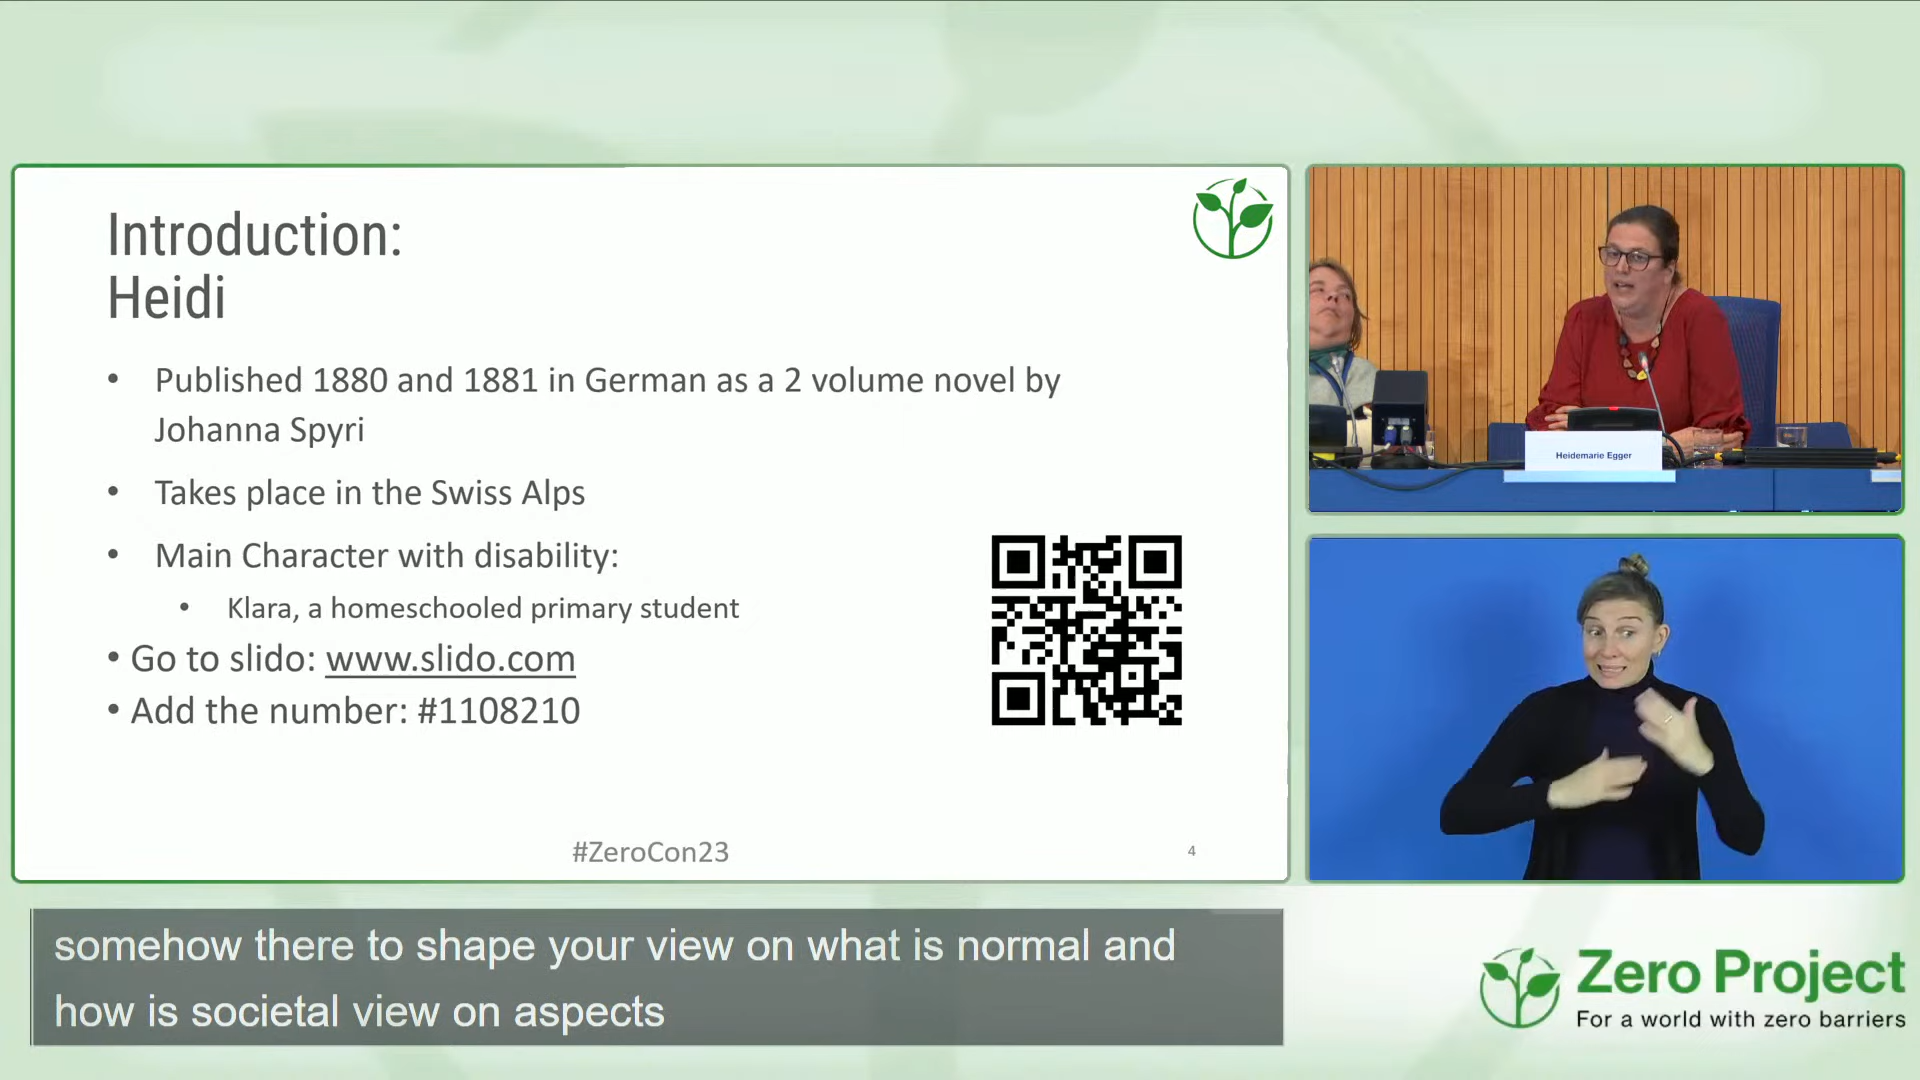 Introduction:
Heidi
• Published 1880 and 1881 in German as a 2 volume novel by
Johanna Spyri
• Takes place in the Swiss Alps
• Main Character with disability:
• Klara, a homeschooled primary student
• Go to slido: www.slido.com
• Add the number: #1108210
#ZeroCon23
4
Heidemarie Egger
somehow there to shape your view on what is normal and
how is societal view on aspects
Zero Project
For a world with zero barriers